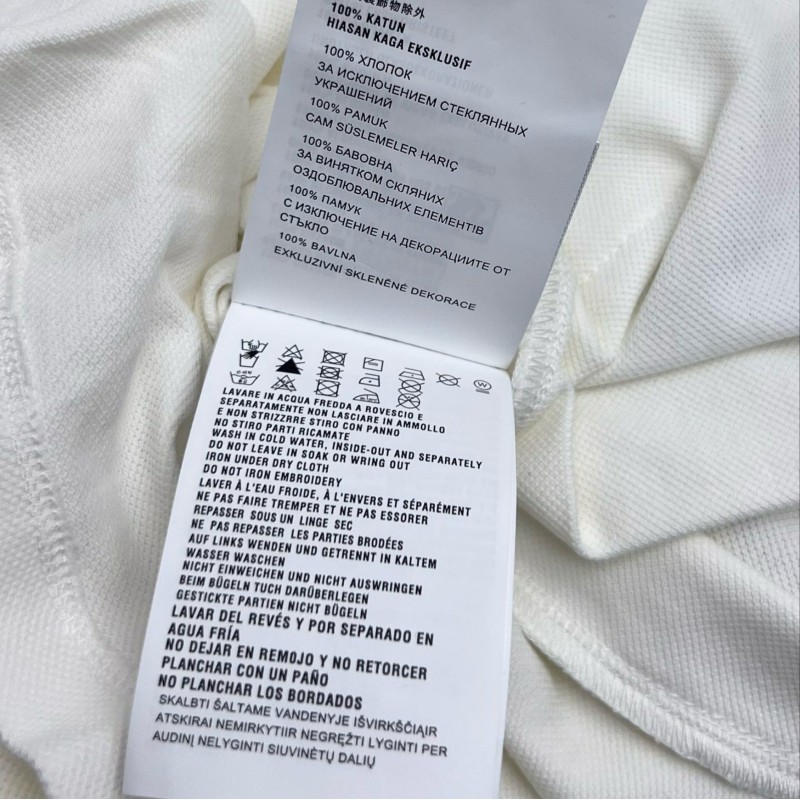 飾物除外
100% KATUN
HIASAN KAGA EKSKLUSIF
100% ХЛОПОК
ЗА ИСКЛЮЧЕНИЕМ СТЕКЛЯННЫХ
УКРАШЕНИЙ
100% PAMUK
CAM SÜSLEMELER HARIÇ
100% БАВОВНА
ЗА ВИНЯТКОМ СКЛЯНИХ
ОЗДОБЛЮВАЛЬНИХ ЕЛЕМЕНТІВ
100% ПАМУК
С ИЗКЛЮЧЕНИЕ НА ДЕКОРАЦИИТЕ ОТ
СТЪКЛО
100% BAVLNA
EXKLUZIVNÍ SKLENĚNÉ DEKORACE
W
LAVARE IN ACQUA FREDDA A ROVESCIO E
SEPARATAMENTE NON LASCIARE IN AMMOLLO
E NON STRIZZRRE STIRO CON PANNO
NO STIRO PARTI RICAMATE
WASH IN COLD WATER, INSIDE-OUT AND SEPARATELY
DO NOT LEAVE IN SOAK OR WRING OUT
IRON UNDER DRY CLOTH
DO NOT IRON EMBROIDERY
LAVER À L'EAU FROIDE, À L'ENVERS ET SÉPARÉMENT
NE PAS FAIRE TREMPER ET NE PAS ESSORER
REPASSER SOUS UN LINGE SEC
NE PAS REPASSER LES PARTIES BRODÉES
AUF LINKS WENDEN UND GETRENNT IN KALTEM
WASSER WASCHEN
NICHT EINWEICHEN UND NICHT AUSWRINGEN
BEIM BÜGELN TUCH DARÜBERLEGEN
GESTICKTE PARTIEN NICHT BÜGELN
LAVAR DEL REVÉS Y POR SEPARADO EN
AGUA FRÍA
NO DEJAR EN REMOJO Y NO RETORCER
PLANCHAR CON UN PAÑO
NO PLANCHAR LOS BORDADOS
SKALBTI ŠALTAME VANDENYJE IŠVIRKŠČIAIR
ATSKIRAI NEMIRKYTIIR NEGRĘŽTI LYGINTI PER
AUDINĮ NELYGINTI SIUVINĖTŲ DALIŲ